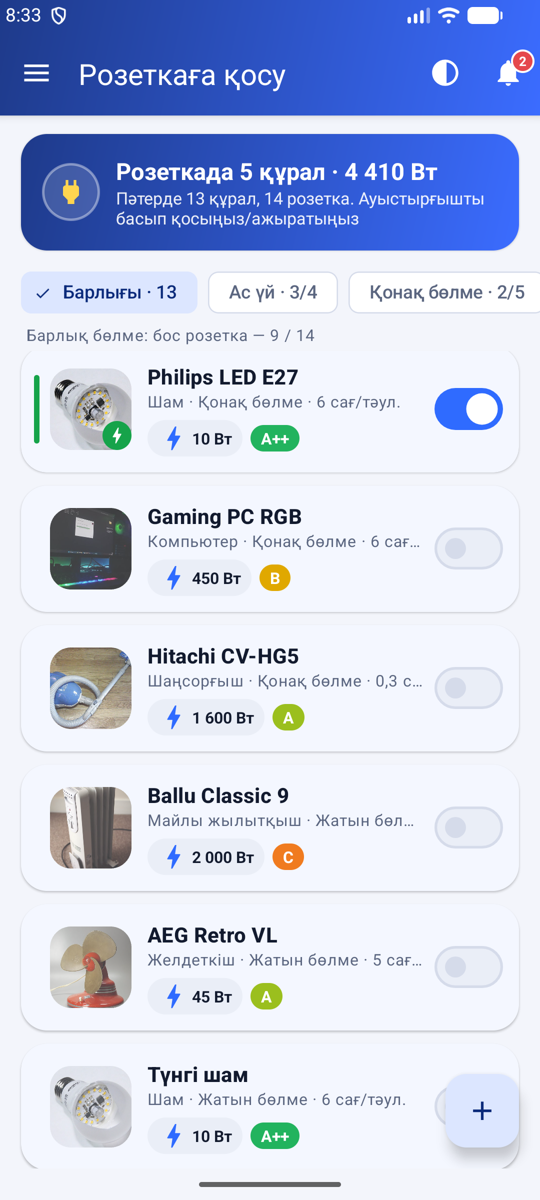 8:33
Розеткаға қосу
2
Розеткада 5 құрал · 4 410 Вт
Пәтерде 13 құрал, 14 розетка. Ауыстырғышты
басып қосыңыз/ажыратыңыз
Барлығы · 13
Ас үй · 3/4
Қонақ бөлме · 2/5
Барлық бөлме: бос розетка — 9 / 14
Philips LED E27
Шам · Қонақ бөлме · 6 сағ/тәул.
10 Вт
A++
Gaming PC RGB
Компьютер · Қонақ бөлме · 6 сағ…
450 Вт
B
Hitachi CV-HG5
Шаңсорғыш · Қонақ бөлме · 0,3 с…
1 600 Вт
A
Ballu Classic 9
Майлы жылытқыш · Жатын бөл…
2 000 Вт
C
AEG Retro VL
Желдеткіш · Жатын бөлме · 5 сағ…
45 Вт
A
Түнгі шам
Шам · Жатын бөлме · 6 сағ/тәул.
10 Вт
A++